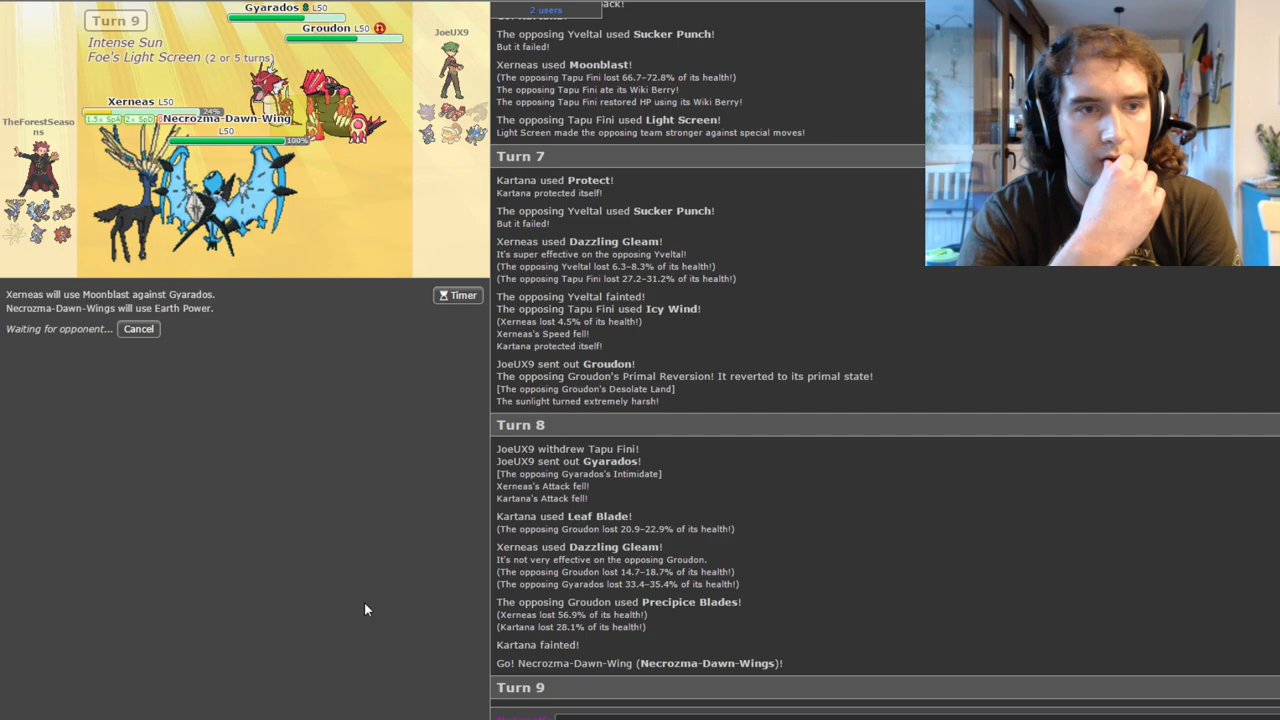 Turn 9
Intense Sun
Foe's Light Screen (2 or 5 turns)
Gyarados L50
Groudon L50
JoeUX9
TheForestSeaso
ns
Xerneas L50
24%
1.5× SpA 2× SpD
Necrozma-Dawn-Wing
L50
100%
Xerneas will use Moonblast against Gyarados.
Necrozma-Dawn-Wings will use Earth Power.
Waiting for opponent... Cancel
Timer
2 users
The opposing Yveltal used Sucker Punch!
But it failed!
Xerneas used Moonblast!
(The opposing Tapu Fini lost 66.7–72.8% of its health!)
The opposing Tapu Fini ate its Wiki Berry!
The opposing Tapu Fini restored HP using its Wiki Berry!
The opposing Tapu Fini used Light Screen!
Light Screen made the opposing team stronger against special moves!
Turn 7
Kartana used Protect!
Kartana protected itself!
The opposing Yveltal used Sucker Punch!
But it failed!
Xerneas used Dazzling Gleam!
It's super effective on the opposing Yveltal!
(The opposing Yveltal lost 6.3–8.3% of its health!)
(The opposing Tapu Fini lost 27.2–31.2% of its health!)
The opposing Yveltal fainted!
The opposing Tapu Fini used Icy Wind!
(Xerneas lost 4.5% of its health!)
Xerneas's Speed fell!
Kartana protected itself!
JoeUX9 sent out Groudon!
The opposing Groudon's Primal Reversion! It reverted to its primal state!
[The opposing Groudon's Desolate Land]
The sunlight turned extremely harsh!
Turn 8
JoeUX9 withdrew Tapu Fini!
JoeUX9 sent out Gyarados!
[The opposing Gyarados's Intimidate]
Xerneas's Attack fell!
Kartana's Attack fell!
Kartana used Leaf Blade!
(The opposing Groudon lost 20.9–22.9% of its health!)
Xerneas used Dazzling Gleam!
It's not very effective on the opposing Groudon.
(The opposing Groudon lost 14.7–18.7% of its health!)
(The opposing Gyarados lost 33.4–35.4% of its health!)
The opposing Groudon used Precipice Blades!
(Xerneas lost 56.9% of its health!)
(Kartana lost 28.1% of its health!)
Kartana fainted!
Go! Necrozma-Dawn-Wing (Necrozma-Dawn-Wings)!
Turn 9